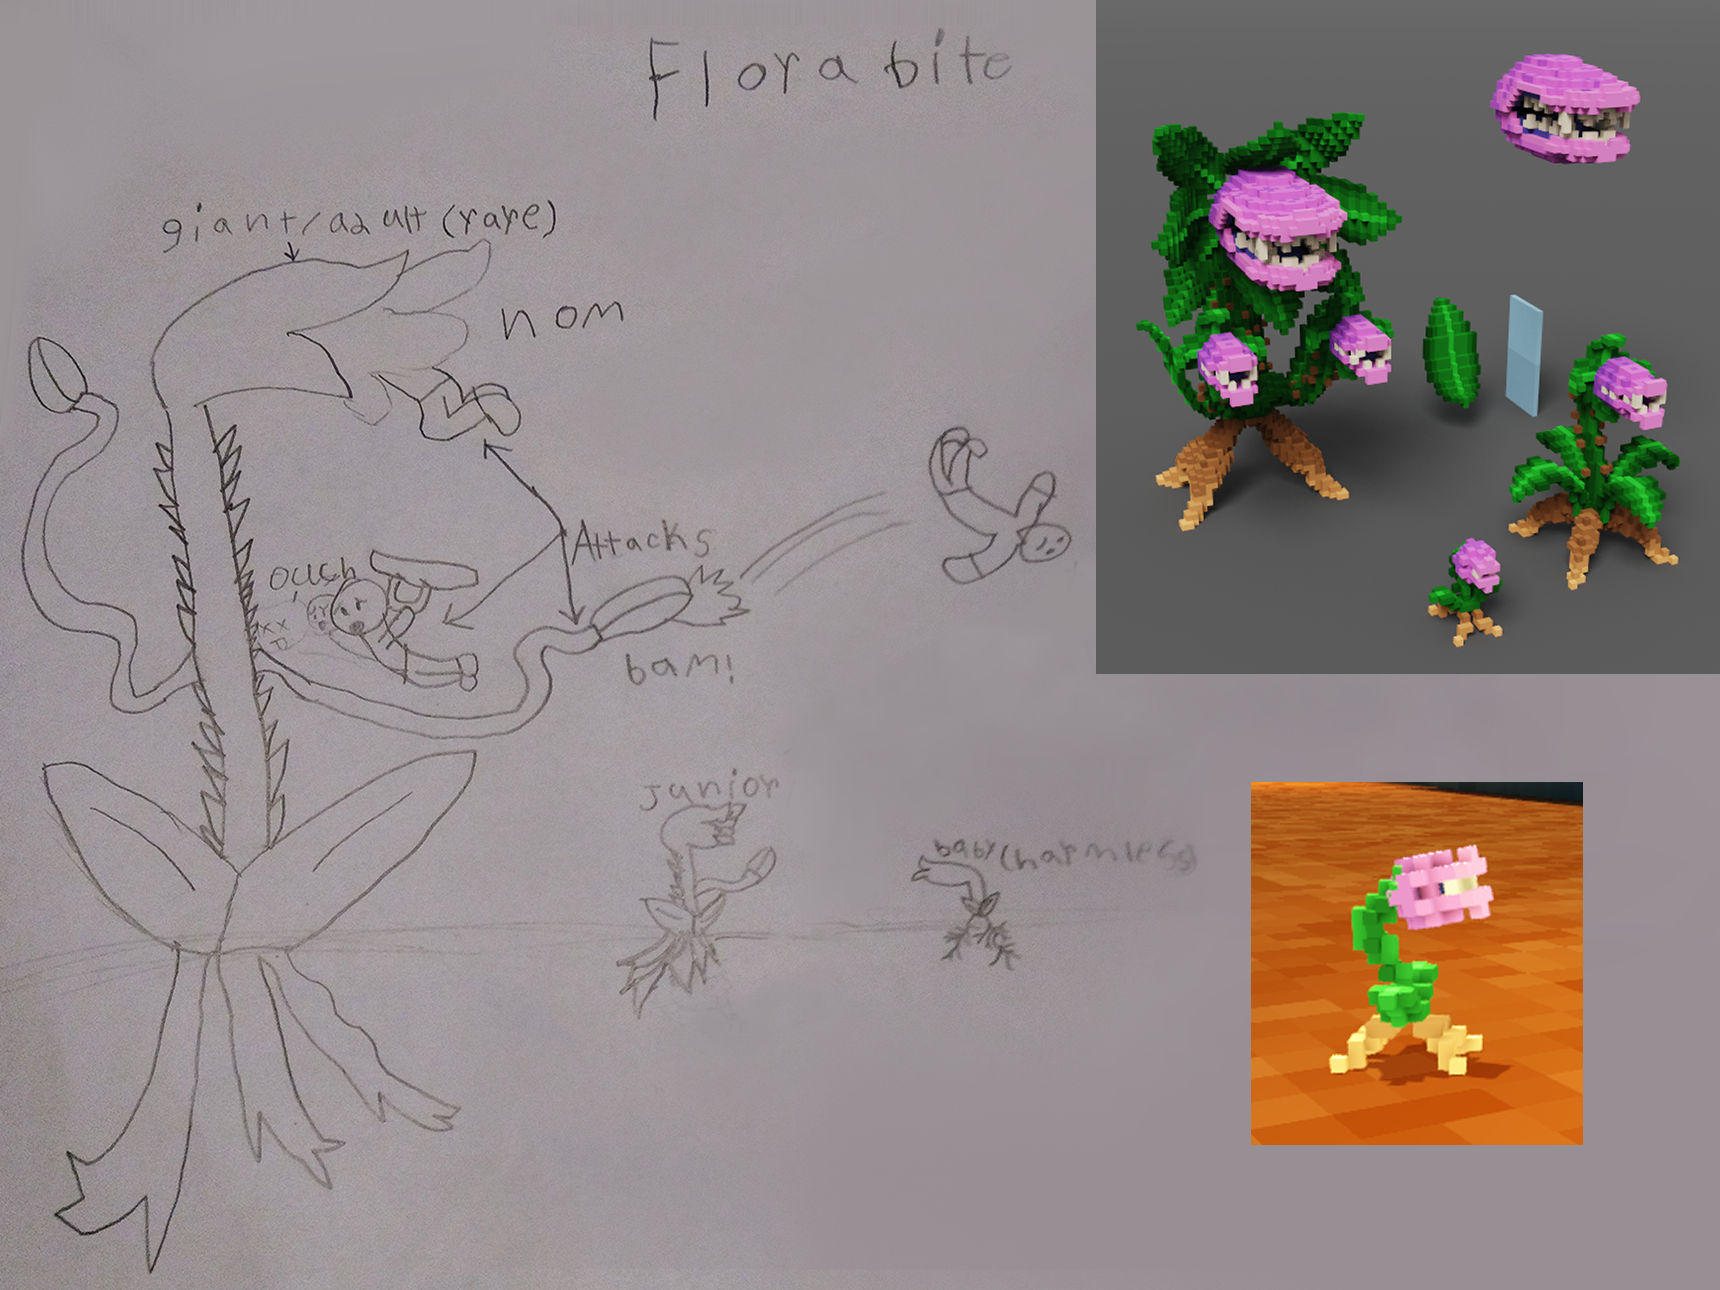 Florabite
giant/adult (rare)
nom
Attacks
ouch
bam!
junior
baby (harmless)